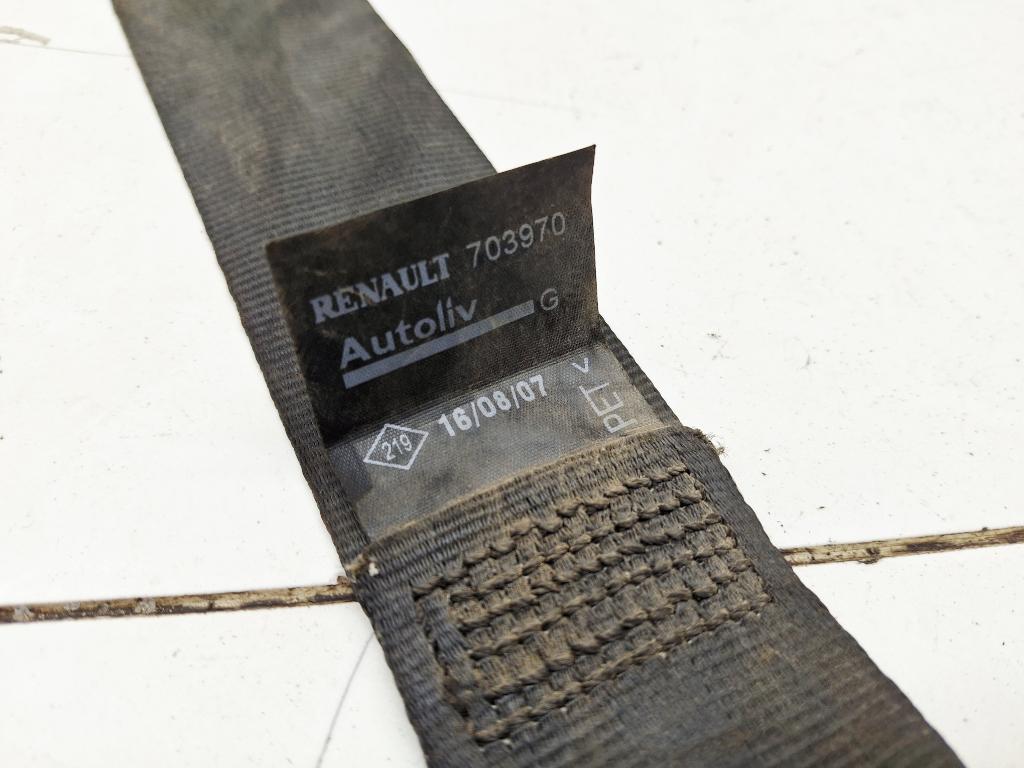 RENAULT 703970
Autoliv G
219 16/08/07
PET V